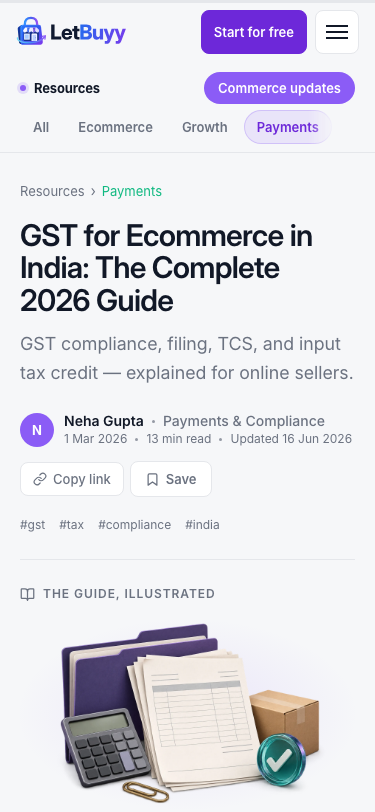 LetBuyy
Start for free
Resources
Commerce updates
All Ecommerce Growth Payments
Resources › Payments
GST for Ecommerce in
India: The Complete
2026 Guide
GST compliance, filing, TCS, and input
tax credit — explained for online sellers.
N
Neha Gupta • Payments & Compliance
1 Mar 2026 • 13 min read • Updated 16 Jun 2026
Copy link Save
#gst #tax #compliance #india
THE GUIDE, ILLUSTRATED